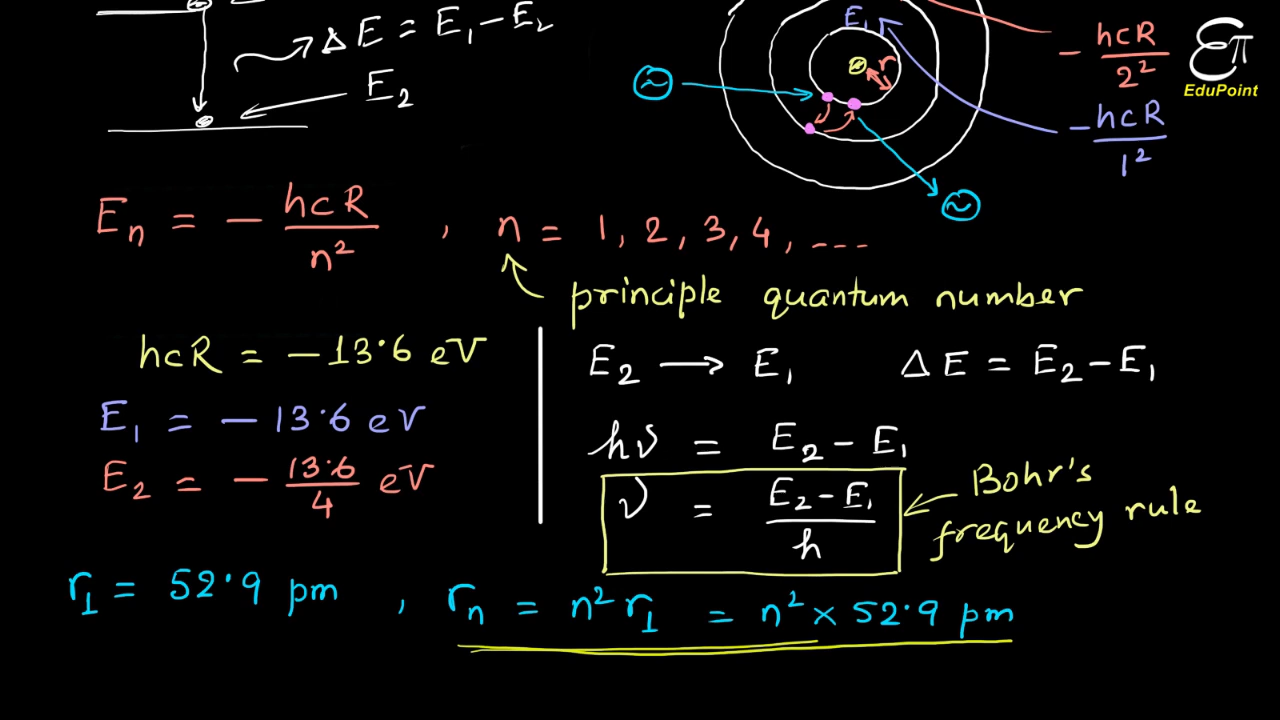 ΔE = E₁ − E₂
E₂
E₁
r
− hcR / 2²
επ
EduPoint
− hcR / 1²
Eₙ = − hcR / n² , n = 1, 2, 3, 4, ---
principle quantum number
hcR = −13.6 eV
E₁ = − 13.6 eV
E₂ = − 13.6 / 4 eV
E₂ → E₁ ΔE = E₂ − E₁
hν = E₂ − E₁
ν = E₂ − E₁ / h
Bohr's
frequency rule
r₁ = 52.9 pm , rₙ = n² r₁ = n² × 52.9 pm